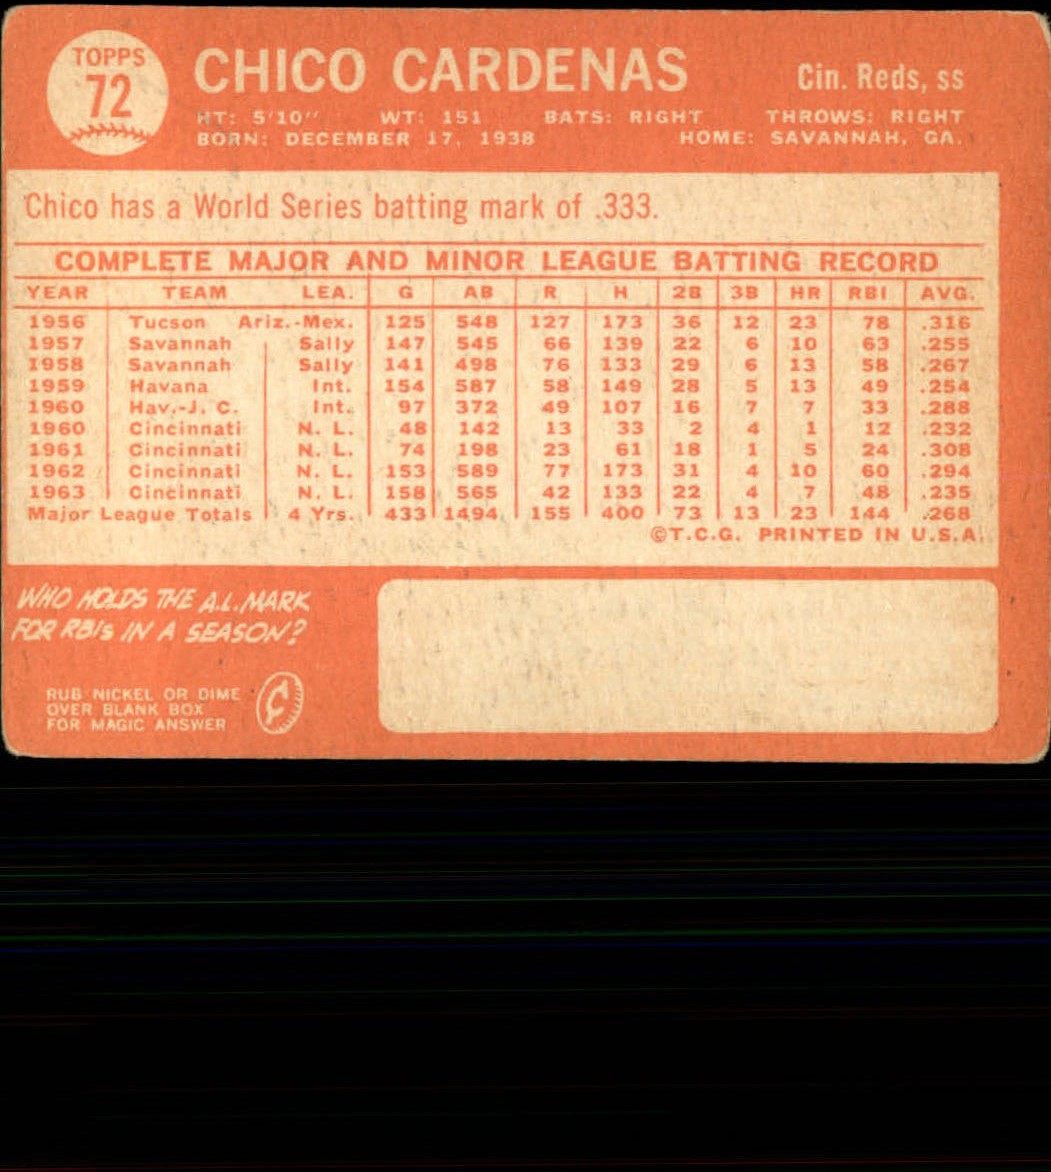 TOPPS
72
CHICO CARDENAS
Cin. Reds, ss
HT: 5'10" WT: 151 BATS: RIGHT THROWS: RIGHT
BORN: DECEMBER 17, 1938 HOME: SAVANNAH, GA.
Chico has a World Series batting mark of .333.
COMPLETE MAJOR AND MINOR LEAGUE BATTING RECORD
YEAR TEAM LEA. G AB R H 2B 3B HR RBI AVG.
1956 Tucson Ariz.-Mex. 125 548 127 173 36 12 23 78 .316
1957 Savannah Sally 147 545 66 139 22 6 10 63 .255
1958 Savannah Sally 141 498 76 133 29 6 13 58 .267
1959 Havana Int. 154 587 58 149 28 5 13 49 .254
1960 Hav.-J. C. Int. 97 372 49 107 16 7 7 33 .288
1960 Cincinnati N. L. 48 142 13 33 2 4 1 12 .232
1961 Cincinnati N. L. 74 198 23 61 18 1 5 24 .308
1962 Cincinnati N. L. 153 589 77 173 31 4 10 60 .294
1963 Cincinnati N. L. 158 565 42 133 22 4 7 48 .235
Major League Totals 4 Yrs. 433 1494 155 400 73 13 23 144 .268
©T.C.G. PRINTED IN U.S.A.
WHO HOLDS THE A.L. MARK
FOR RBIs IN A SEASON?
RUB NICKEL OR DIME
OVER BLANK BOX
FOR MAGIC ANSWER
¢